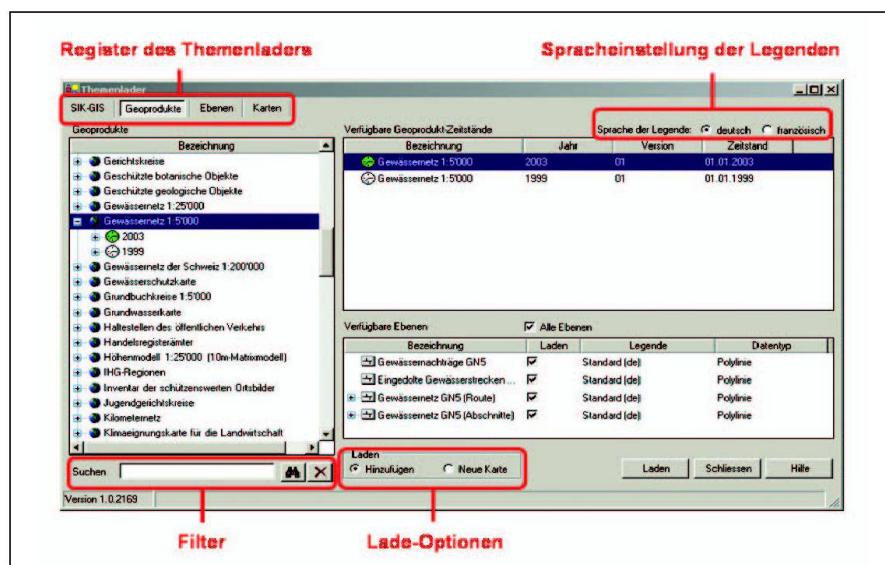 Register des Themenladers
Spracheinstellung der Legenden
Themenlader
SIK-GIS Geoprodukte Ebenen Karten
Geoprodukte
Bezeichnung
Gerichtskreise
Geschützte botanische Objekte
Geschützte geologische Objekte
Gewässernetz 1:25'000
Gewässernetz 1:5'000
2003
1999
Gewässernetz der Schweiz 1:200'000
Gewässerschutzkarte
Grundbuchkreise 1:5'000
Grundwasserkarte
Haltestellen des öffentlichen Verkehrs
Handelsregisterämter
Höhenmodell 1:25'000 (10m-Matrixmodell)
IHG-Regionen
Inventar der schützenswerten Ortsbilder
Jugendgerichtskreise
Kilometernetz
Klimaeignungskarte für die Landwirtschaft
Suchen
Version 1.0.2169
Verfügbare Geoprodukt-Zeitstände
Sprache der Legende: deutsch französisch
Bezeichnung Jahr Version Zeitstand
Gewässernetz 1:5'000 2003 01 01.01.2003
Gewässernetz 1:5'000 1999 01 01.01.1999
Verfügbare Ebenen Alle Ebenen
Bezeichnung Laden Legende Datentyp
Gewässernachträge GN5 Standard (de) Polylinie
Eingedolte Gewässerstrecken... Standard (de) Polylinie
Gewässernetz GN5 (Route) Standard (de) Polylinie
Gewässernetz GN5 (Abschnitte) Standard (de) Polylinie
Laden
Hinzufügen Neue Karte
Laden Schliessen Hilfe
Filter
Lade-Optionen